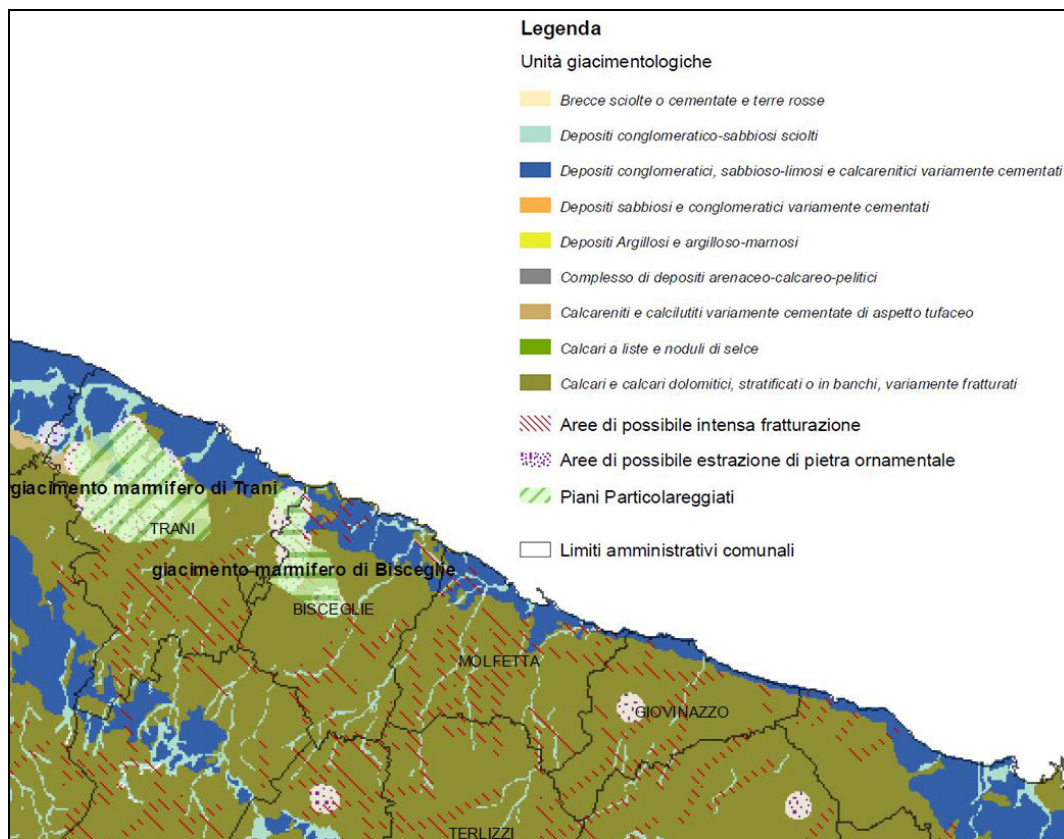 Legenda
Unità giacimentologiche
Brecce sciolte o cementate e terre rosse
Depositi conglomeratico-sabbiosi sciolti
Depositi conglomeratici, sabbioso-limosi e calcarenitici variamente cementati
Depositi sabbiosi e conglomeratici variamente cementati
Depositi Argillosi e argilloso-marnosi
Complesso di depositi arenaceo-calcareo-pelitici
Calcareniti e calcilutiti variamente cementate di aspetto tufaceo
Calcari a liste e noduli di selce
Calcari e calcari dolomitici, stratificati o in banchi, variamente fratturati
Aree di possibile intensa fratturazione
Aree di possibile estrazione di pietra ornamentale
Piani Particolareggiati
Limiti amministrativi comunali
giacimento marmifero di Trani
TRANI
giacimento marmifero di Bisceglie
BISCEGLIE
MOLFETTA
GIOVINAZZO
TERLIZZI